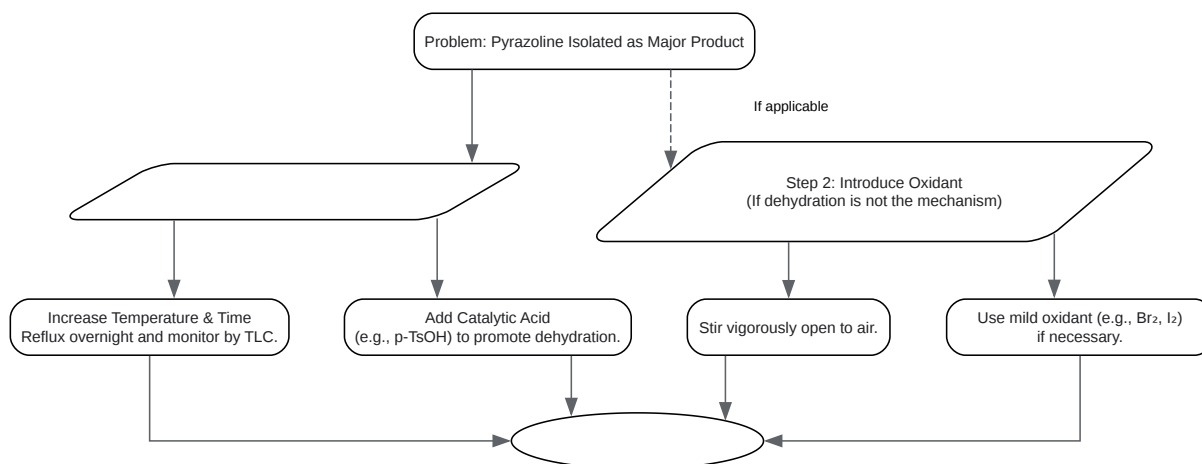 Problem: Pyrazoline Isolated as Major Product
If applicable
Step 2: Introduce Oxidant
(If dehydration is not the mechanism)
Increase Temperature & Time
Reflux overnight and monitor by TLC.
Add Catalytic Acid
(e.g., p-TsOH) to promote dehydration.
Stir vigorously open to air.
Use mild oxidant (e.g., Br₂, I₂)
if necessary.